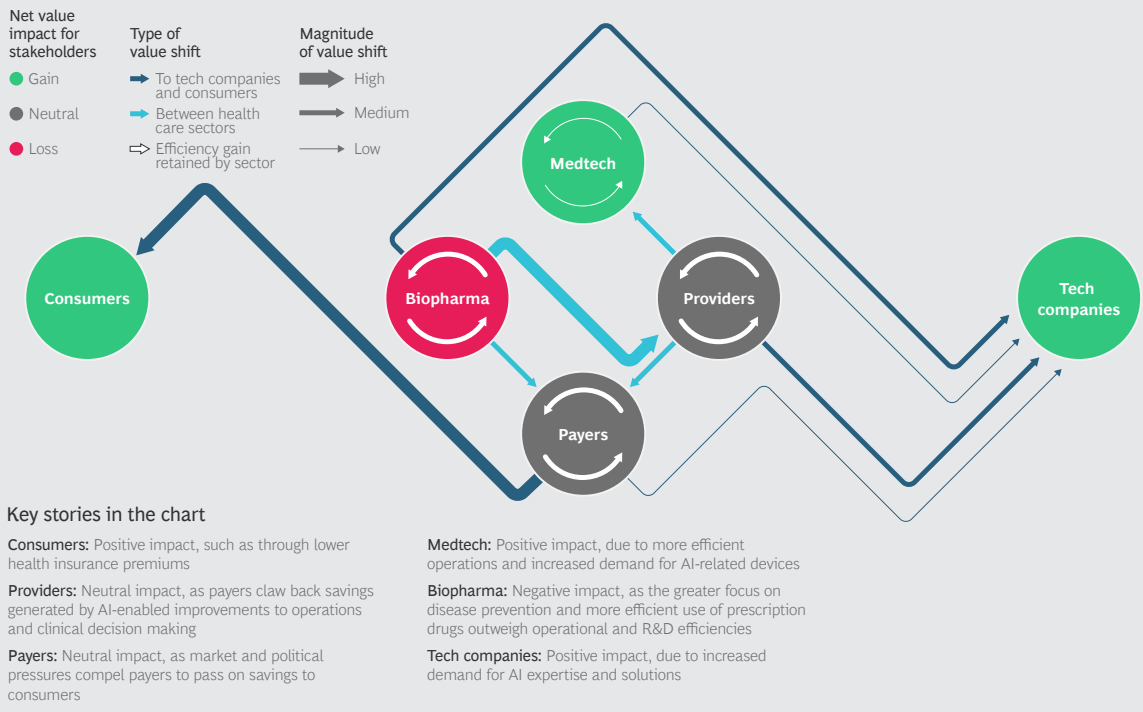 Net value
impact for
stakeholders
Gain
Neutral
Loss
Type of
value shift
To tech companies
and consumers
Between health
care sectors
Efficiency gain
retained by sector
Magnitude
of value shift
High
Medium
Low
Medtech
Consumers
Biopharma
Providers
Tech
companies
Payers
Key stories in the chart
Consumers: Positive impact, such as through lower
health insurance premiums
Providers: Neutral impact, as payers claw back savings
generated by AI-enabled improvements to operations
and clinical decision making
Payers: Neutral impact, as market and political
pressures compel payers to pass on savings to
consumers
Medtech: Positive impact, due to more efficient
operations and increased demand for AI-related devices
Biopharma: Negative impact, as the greater focus on
disease prevention and more efficient use of prescription
drugs outweigh operational and R&D efficiencies
Tech companies: Positive impact, due to increased
demand for AI expertise and solutions